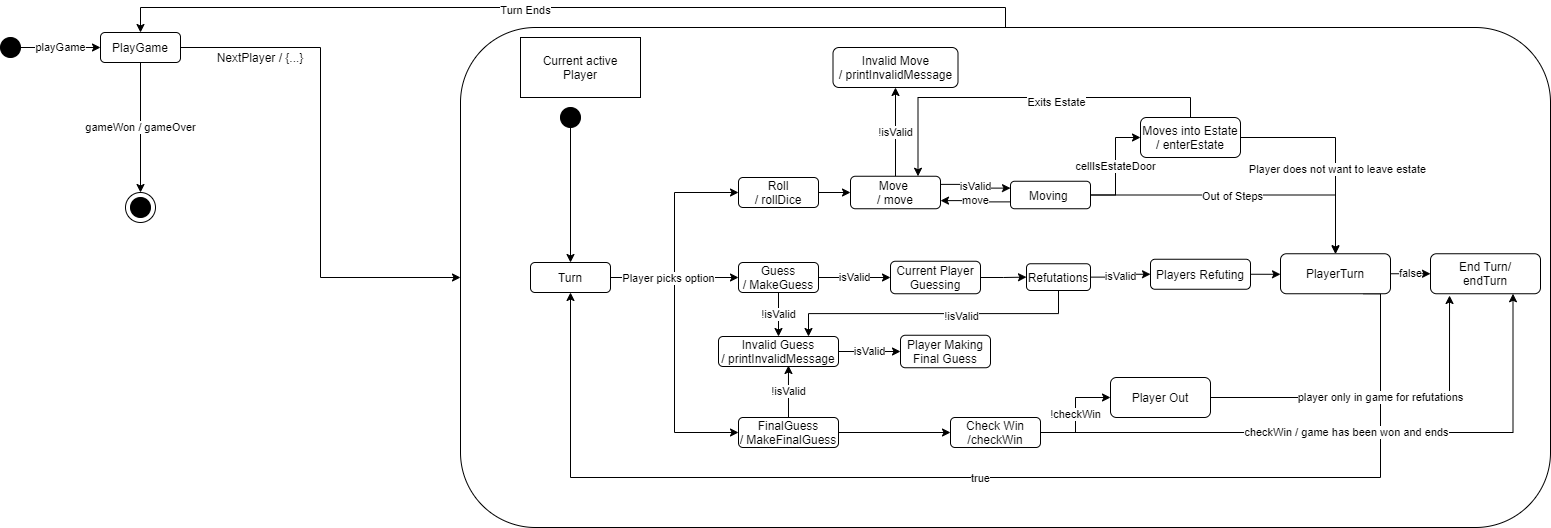 Turn Ends
playGame
PlayGame
NextPlayer / {...}
gameWon / gameOver
Current active
Player
Invalid Move
/ printInvalidMessage
!isValid
Exits Estate
Moves into Estate
/ enterEstate
cellIsEstateDoor
Player does not want to leave estate
Roll
/ rollDice
Move
/ move
isValid
move
Moving
Out of Steps
Turn
Player picks option
Guess
/ MakeGuess
isValid
Current Player
Guessing
Refutations
isValid
Players Refuting
PlayerTurn
false
End Turn/
endTurn
!isValid
!isValid
Invalid Guess
/ printInvalidMessage
isValid
Player Making
Final Guess
!isValid
FinalGuess
/ MakeFinalGuess
Check Win
/checkWin
!checkWin
Player Out
player only in game for refutations
checkWin / game has been won and ends
true